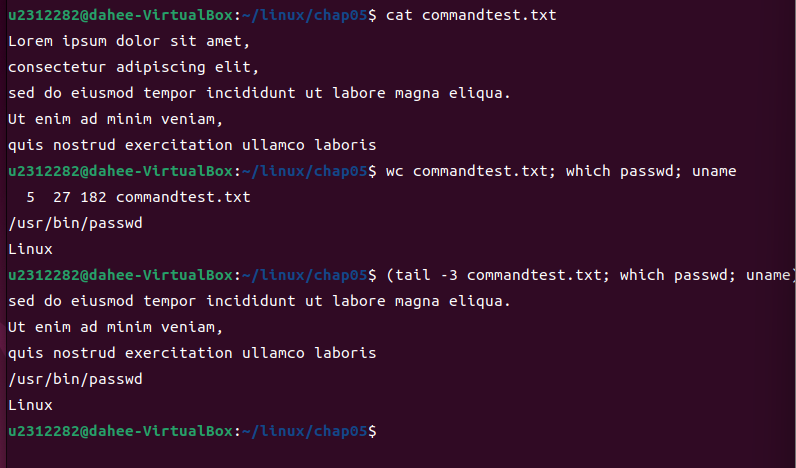 u2312282@dahee-VirtualBox:~/linux/chap05$ cat commandtest.txt
Lorem ipsum dolor sit amet,
consectetur adipiscing elit,
sed do eiusmod tempor incididunt ut labore magna eliqua.
Ut enim ad minim veniam,
quis nostrud exercitation ullamco laboris
u2312282@dahee-VirtualBox:~/linux/chap05$ wc commandtest.txt; which passwd; uname
  5  27 182 commandtest.txt
/usr/bin/passwd
Linux
u2312282@dahee-VirtualBox:~/linux/chap05$ (tail -3 commandtest.txt; which passwd; uname)
sed do eiusmod tempor incididunt ut labore magna eliqua.
Ut enim ad minim veniam,
quis nostrud exercitation ullamco laboris
/usr/bin/passwd
Linux
u2312282@dahee-VirtualBox:~/linux/chap05$